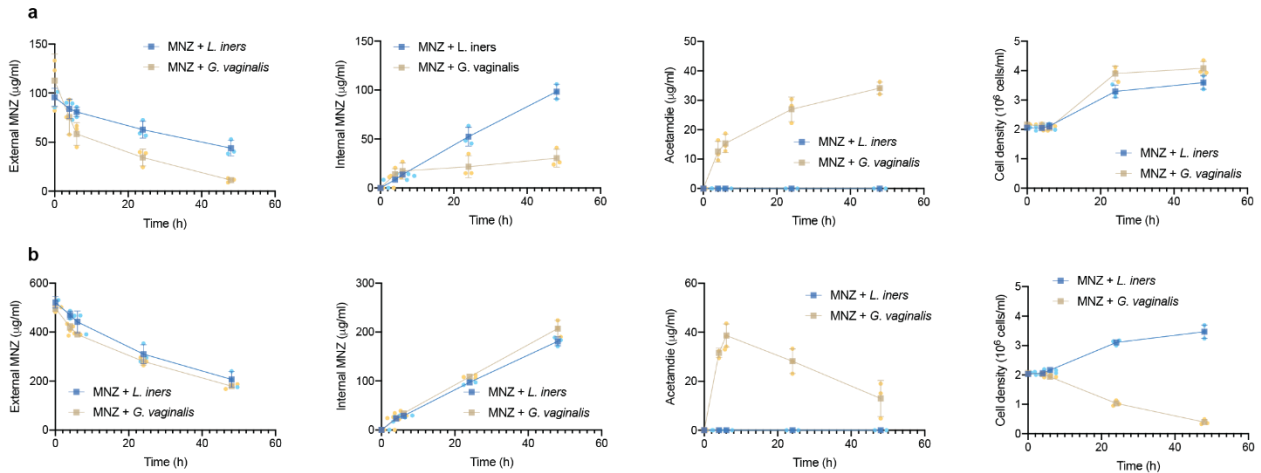 a
External MNZ (μg/ml)
150
100
50
0
0 20 40 60
Time (h)
MNZ + L. iners
MNZ + G. vaginalis
Internal MNZ (μg/ml)
150
100
50
0
0 20 40 60
Time (h)
MNZ + L. iners
MNZ + G. vaginalis
Acetamdie (μg/ml)
50
40
30
20
10
0
0 20 40 60
Time (h)
MNZ + L. iners
MNZ + G. vaginalis
Cell density (10⁶ cells/ml)
5
4
3
2
1
0
0 20 40 60
Time (h)
MNZ + L. iners
MNZ + G. vaginalis
b
External MNZ (μg/ml)
600
400
200
0
0 20 40 60
Time (h)
MNZ + L. iners
MNZ + G. vaginalis
Internal MNZ (μg/ml)
300
200
100
0
0 20 40 60
Time (h)
MNZ + L. iners
MNZ + G. vaginalis
Acetamdie (μg/ml)
60
40
20
0
0 20 40 60
Time (h)
MNZ + L. iners
MNZ + G. vaginalis
Cell density (10⁶ cells/ml)
5
4
3
2
1
0
0 20 40 60
Time (h)
MNZ + L. iners
MNZ + G. vaginalis